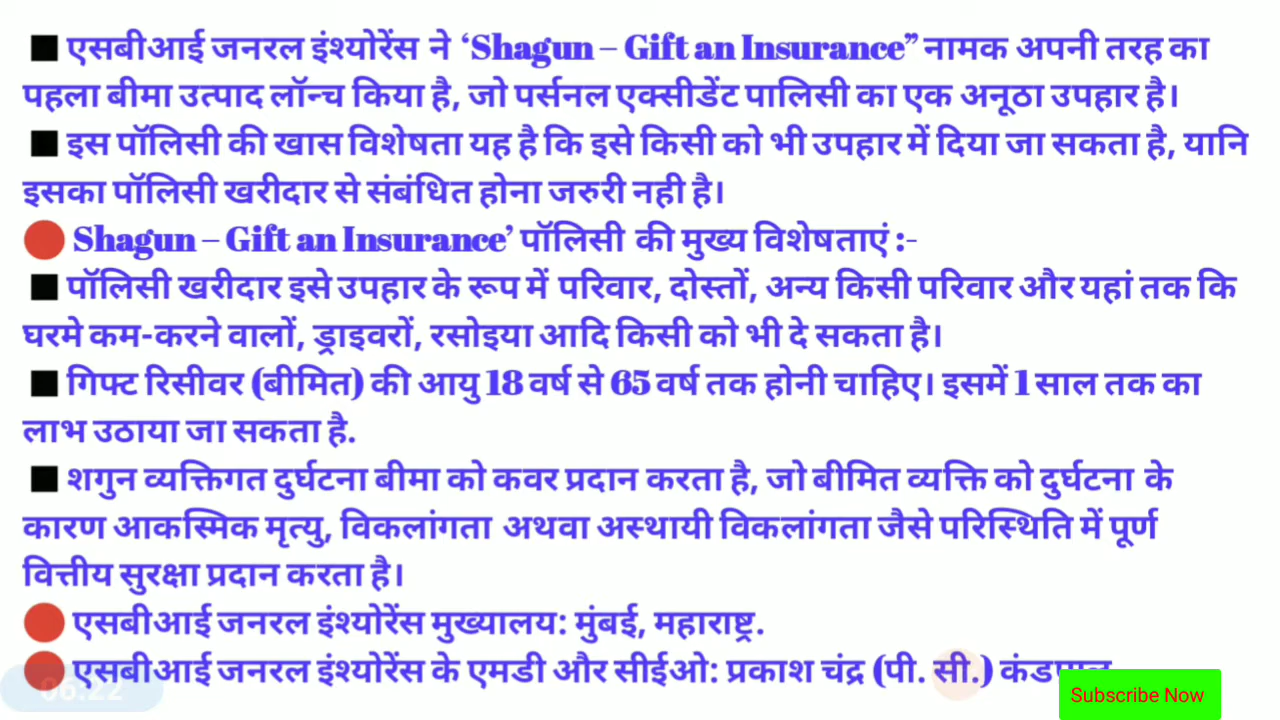 ■ एसबीआई जनरल इंश्योरेंस ने ‘Shagun – Gift an Insurance” नामक अपनी तरह का
पहला बीमा उत्पाद लॉन्च किया है, जो पर्सनल एक्सीडेंट पालिसी का एक अनूठा उपहार है।
■ इस पॉलिसी की खास विशेषता यह है कि इसे किसी को भी उपहार में दिया जा सकता है, यानि
इसका पॉलिसी खरीदार से संबंधित होना जरुरी नही है।
🔴 Shagun – Gift an Insurance’ पॉलिसी की मुख्य विशेषताएं :-
■ पॉलिसी खरीदार इसे उपहार के रूप में परिवार, दोस्तों, अन्य किसी परिवार और यहां तक कि
घरमे कम-करने वालों, ड्राइवरों, रसोइया आदि किसी को भी दे सकता है।
■ गिफ्ट रिसीवर (बीमित) की आयु 18 वर्ष से 65 वर्ष तक होनी चाहिए। इसमें 1 साल तक का
लाभ उठाया जा सकता है.
■ शगुन व्यक्तिगत दुर्घटना बीमा को कवर प्रदान करता है, जो बीमित व्यक्ति को दुर्घटना के
कारण आकस्मिक मृत्यु, विकलांगता अथवा अस्थायी विकलांगता जैसे परिस्थिति में पूर्ण
वित्तीय सुरक्षा प्रदान करता है।
🔴 एसबीआई जनरल इंश्योरेंस मुख्यालय: मुंबई, महाराष्ट्र.
🔴 एसबीआई जनरल इंश्योरेंस के एमडी और सीईओ: प्रकाश चंद्र (पी. सी.)
06:22
Subscribe Now